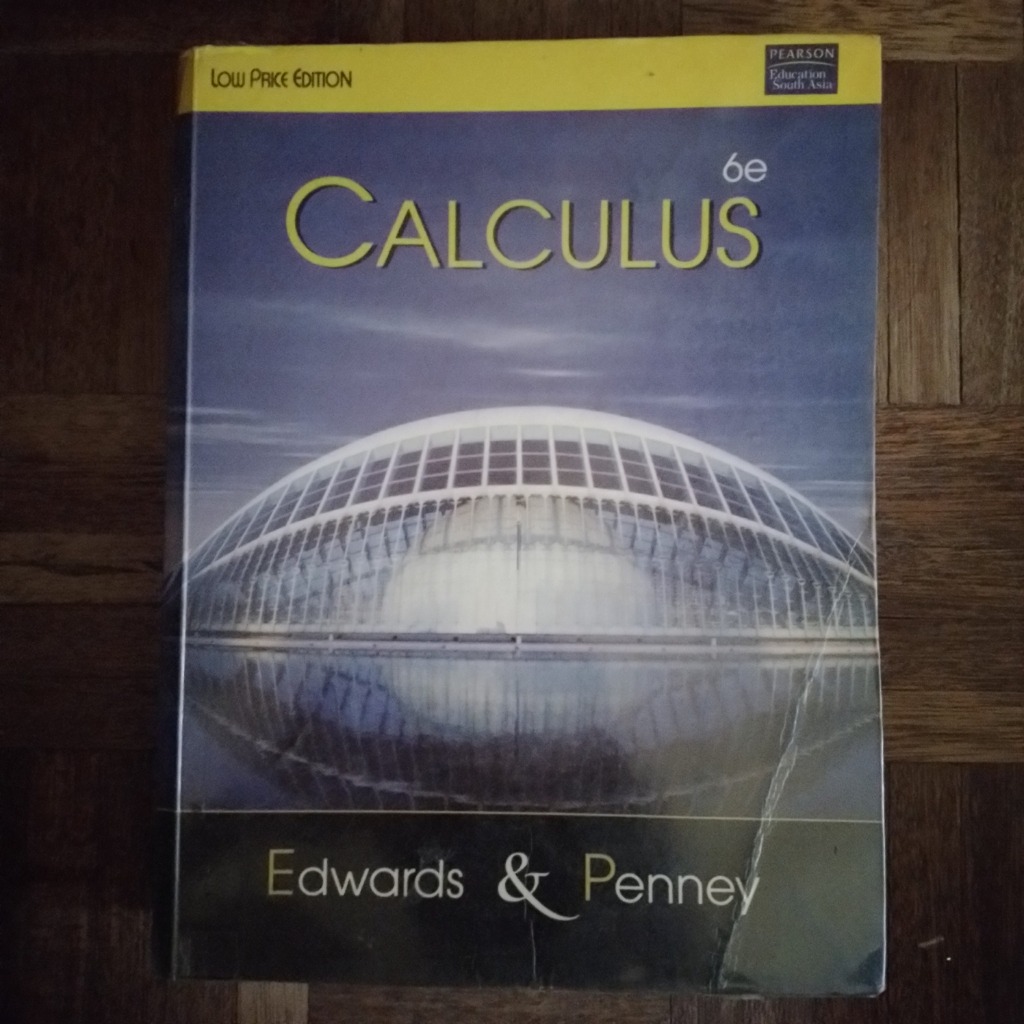 LOW PRICE EDITION
PEARSON
Education
South Asia
6e
CALCULUS
Edwards & Penney